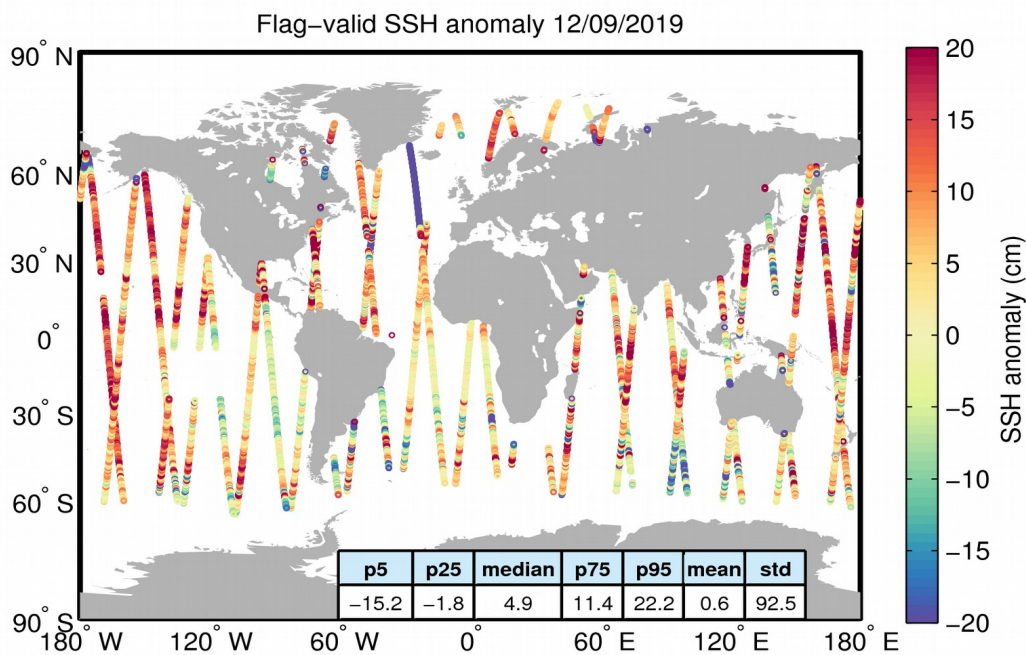 Flag−valid SSH anomaly 12/09/2019
90° N
60° N
30° N
0°
30° S
60° S
90° S
180° W
120° W
60° W
0°
60° E
120° E
180° E
p5 p25 median p75 p95 mean std
−15.2 −1.8 4.9 11.4 22.2 0.6 92.5
20
15
10
5
0
−5
−10
−15
−20
SSH anomaly (cm)